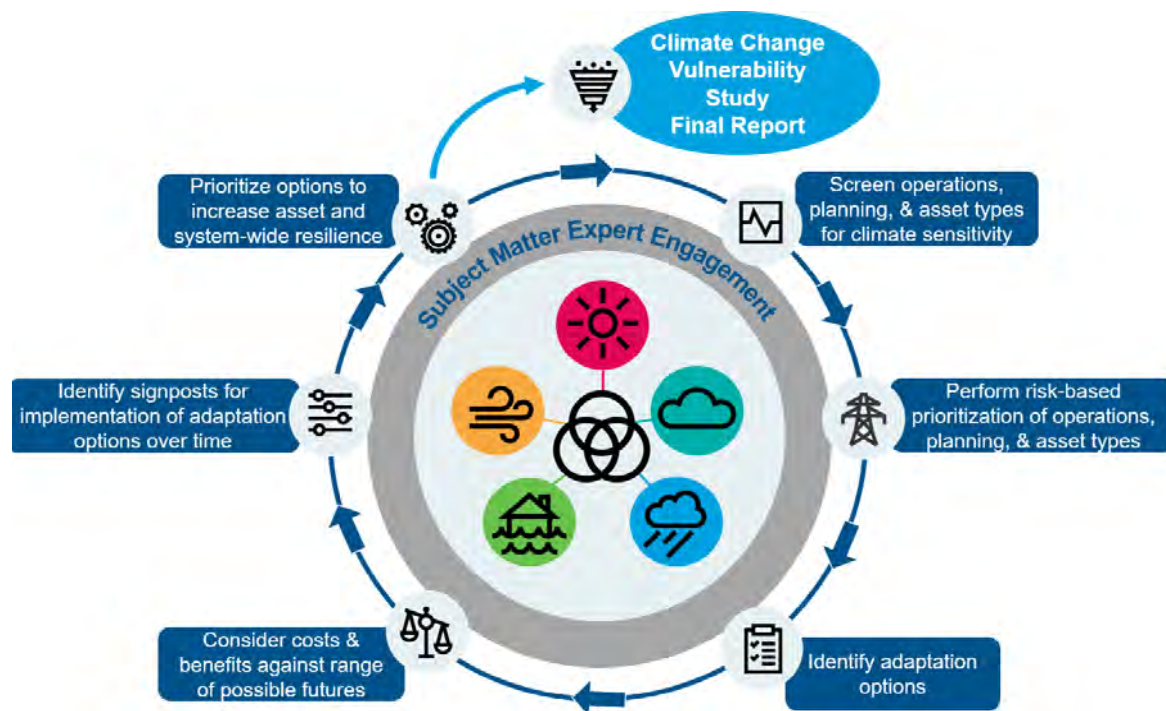 Climate Change
Vulnerability
Study
Final Report
Prioritize options to
increase asset and
system-wide resilience
Screen operations,
planning, & asset types
for climate sensitivity
Subject Matter Expert Engagement
Identify signposts for
implementation of adaptation
options over time
Perform risk-based
prioritization of operations,
planning, & asset types
Consider costs &
benefits against range
of possible futures
Identify adaptation
options